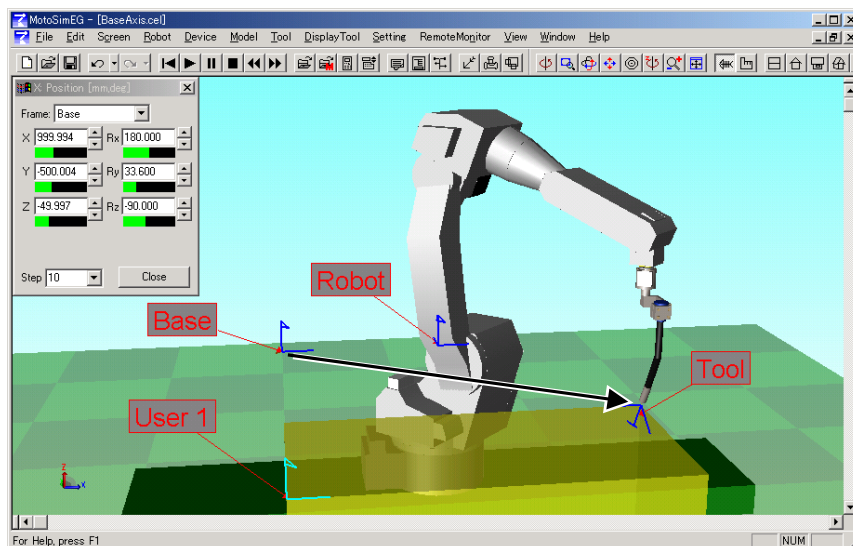 MotoSimEG - [BaseAxis.cel]
File Edit Screen Robot Device Model Tool DisplayTool Setting RemoteMonitor View Window Help
X: Position [mm,deg]
Frame: Base
X 999.994 Rx 180.000
Y -500.004 Ry 33.600
Z -49.997 Rz -90.000
Step 10 Close
Robot
Base
Tool
User 1
z
x
For Help, press F1
NUM